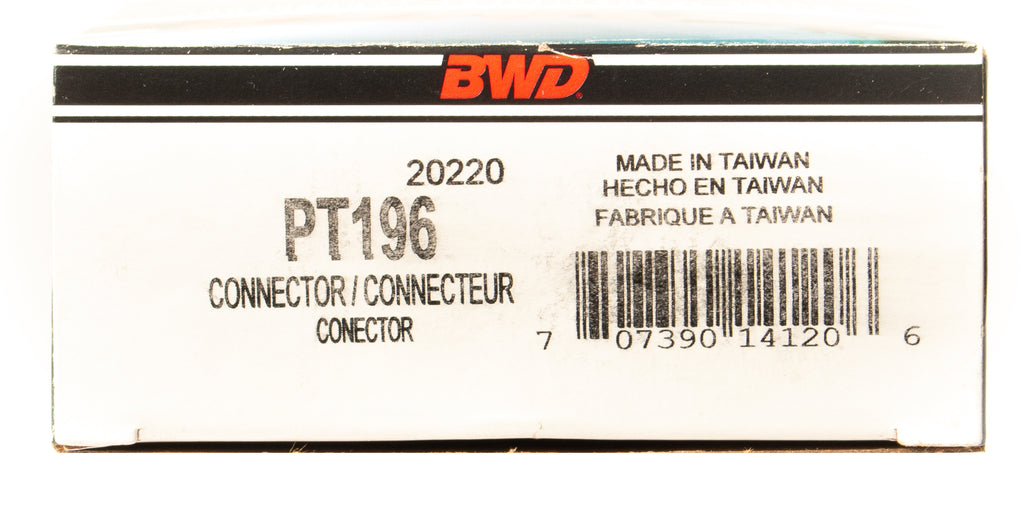 BWD
20220
PT196
CONNECTOR / CONNECTEUR
CONECTOR
MADE IN TAIWAN
HECHO EN TAIWAN
FABRIQUE A TAIWAN
7 07390 14120 6